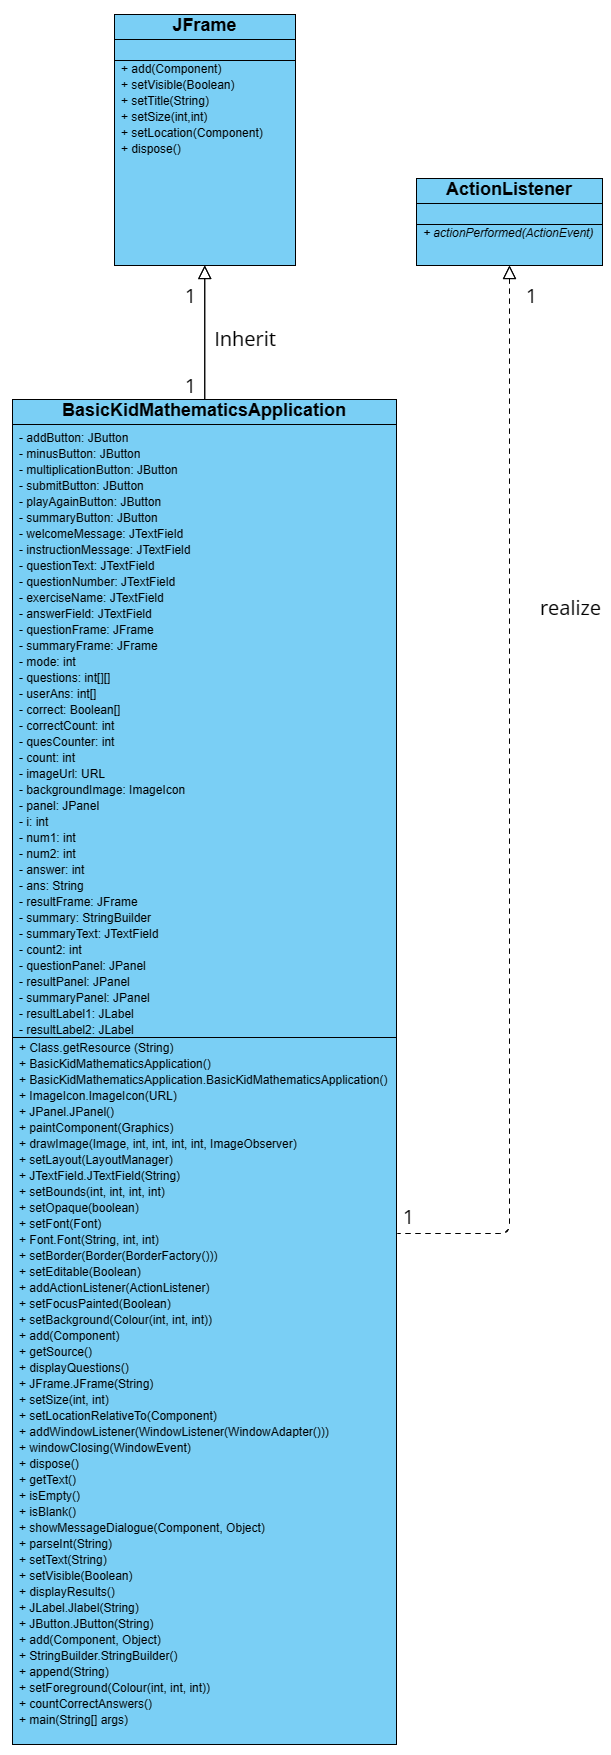 JFrame
+ add(Component)
+ setVisible(Boolean)
+ setTitle(String)
+ setSize(int,int)
+ setLocation(Component)
+ dispose()
ActionListener
+ actionPerformed(ActionEvent)
1
1
Inherit
1
BasicKidMathematicsApplication
- addButton: JButton
- minusButton: JButton
- multiplicationButton: JButton
- submitButton: JButton
- playAgainButton: JButton
- summaryButton: JButton
- welcomeMessage: JTextField
- instructionMessage: JTextField
- questionText: JTextField
- questionNumber: JTextField
- exerciseName: JTextField
- answerField: JTextField
- questionFrame: JFrame
- summaryFrame: JFrame
- mode: int
- questions: int[][]
- userAns: int[]
- correct: Boolean[]
- correctCount: int
- quesCounter: int
- count: int
- imageUrl: URL
- backgroundImage: ImageIcon
- panel: JPanel
- i: int
- num1: int
- num2: int
- answer: int
- ans: String
- resultFrame: JFrame
- summary: StringBuilder
- summaryText: JTextField
- count2: int
- questionPanel: JPanel
- resultPanel: JPanel
- summaryPanel: JPanel
- resultLabel1: JLabel
- resultLabel2: JLabel
realize
+ Class.getResource (String)
+ BasicKidMathematicsApplication()
+ BasicKidMathematicsApplication.BasicKidMathematicsApplication()
+ ImageIcon.ImageIcon(URL)
+ JPanel.JPanel()
+ paintComponent(Graphics)
+ drawImage(Image, int, int, int, int, ImageObserver)
+ setLayout(LayoutManager)
+ JTextField.JTextField(String)
+ setBounds(int, int, int, int)
+ setOpaque(boolean)
+ setFont(Font)
+ Font.Font(String, int, int)
+ setBorder(Border(BorderFactory()))
+ setEditable(Boolean)
+ addActionListener(ActionListener)
+ setFocusPainted(Boolean)
+ setBackground(Colour(int, int, int))
+ add(Component)
+ getSource()
+ displayQuestions()
+ JFrame.JFrame(String)
+ setSize(int, int)
+ setLocationRelativeTo(Component)
+ addWindowListener(WindowListener(WindowAdapter()))
+ windowClosing(WindowEvent)
+ dispose()
+ getText()
+ isEmpty()
+ isBlank()
+ showMessageDialogue(Component, Object)
+ parseInt(String)
+ setText(String)
+ setVisible(Boolean)
+ displayResults()
+ JLabel.Jlabel(String)
+ JButton.JButton(String)
+ add(Component, Object)
+ StringBuilder.StringBuilder()
+ append(String)
+ setForeground(Colour(int, int, int))
+ countCorrectAnswers()
+ main(String[] args)
1